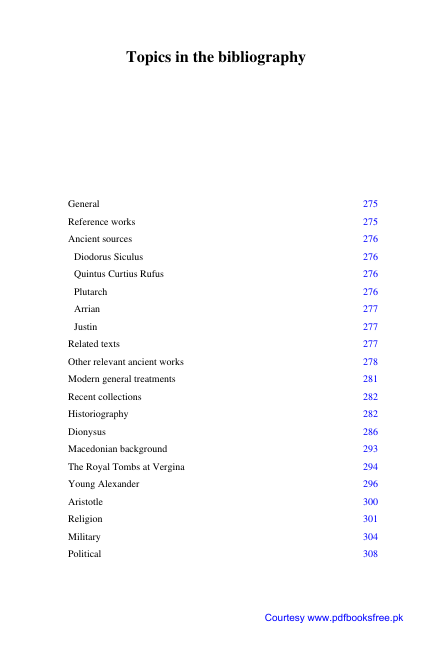 Topics in the bibliography
General 275
Reference works 275
Ancient sources 276
Diodorus Siculus 276
Quintus Curtius Rufus 276
Plutarch 276
Arrian 277
Justin 277
Related texts 277
Other relevant ancient works 278
Modern general treatments 281
Recent collections 282
Historiography 282
Dionysus 286
Macedonian background 293
The Royal Tombs at Vergina 294
Young Alexander 296
Aristotle 300
Religion 301
Military 304
Political 308
Courtesy www.pdfbooksfree.pk